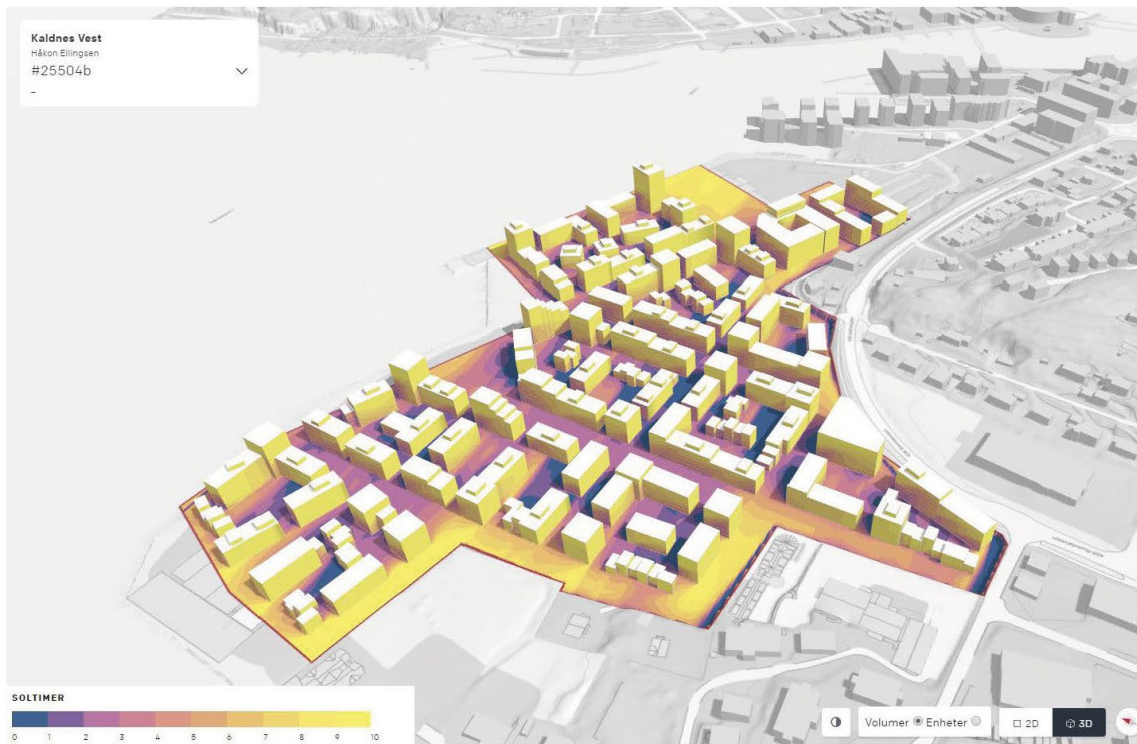 Kaldnes Vest
Håkon Ellingsen
#25504b
-
SOLTIMER
0 1 2 3 4 5 6 7 8 9 10
Volumer Enheter 2D 3D